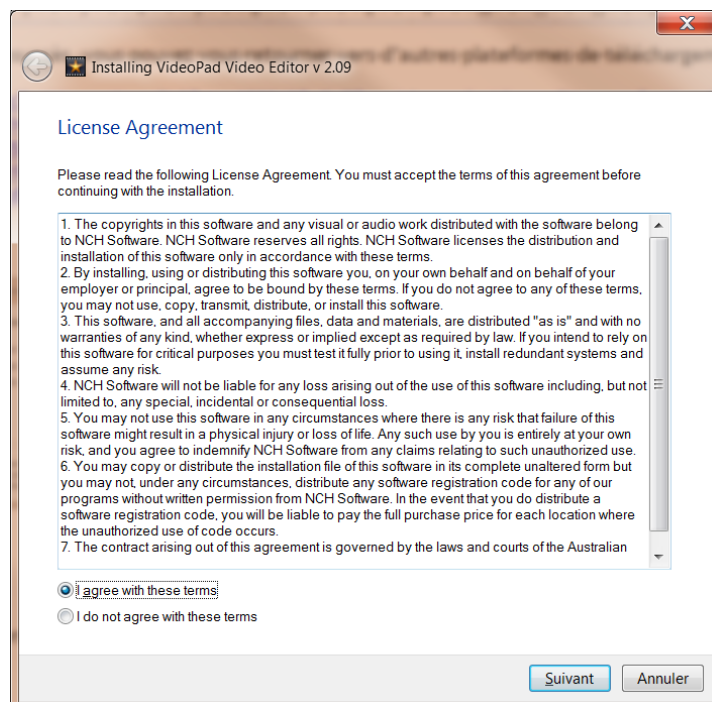 vous retourner vers d'autres plateformes de téléchargem
Installing VideoPad Video Editor v 2.09
License Agreement
Please read the following License Agreement. You must accept the terms of this agreement before
continuing with the installation.
1. The copyrights in this software and any visual or audio work distributed with the software belong
to NCH Software. NCH Software reserves all rights. NCH Software licenses the distribution and
installation of this software only in accordance with these terms.
2. By installing, using or distributing this software you, on your own behalf and on behalf of your
employer or principal, agree to be bound by these terms. If you do not agree to any of these terms,
you may not use, copy, transmit, distribute, or install this software.
3. This software, and all accompanying files, data and materials, are distributed "as is" and with no
warranties of any kind, whether express or implied except as required by law. If you intend to rely on
this software for critical purposes you must test it fully prior to using it, install redundant systems and
assume any risk.
4. NCH Software will not be liable for any loss arising out of the use of this software including, but not
limited to, any special, incidental or consequential loss.
5. You may not use this software in any circumstances where there is any risk that failure of this
software might result in a physical injury or loss of life. Any such use by you is entirely at your own
risk, and you agree to indemnify NCH Software from any claims relating to such unauthorized use.
6. You may copy or distribute the installation file of this software in its complete unaltered form but
you may not, under any circumstances, distribute any software registration code for any of our
programs without written permission from NCH Software. In the event that you do distribute a
software registration code, you will be liable to pay the full purchase price for each location where
the unauthorized use of code occurs.
7. The contract arising out of this agreement is governed by the laws and courts of the Australian
I agree with these terms
I do not agree with these terms
Suivant
Annuler